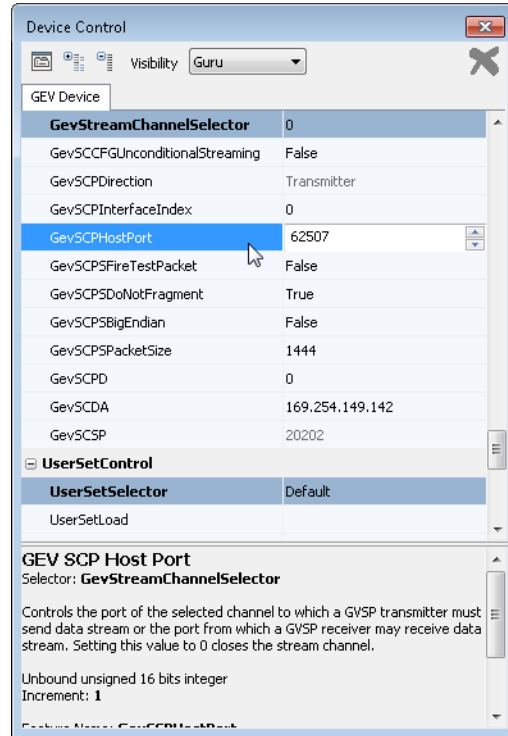 Device Control
Visibility Guru
GEV Device
GevStreamChannelSelector 0
GevSCCFGUnconditionalStreaming False
GevSCPDirection Transmitter
GevSCPInterfaceIndex 0
GevSCPHostPort 62507
GevSCPSFireTestPacket False
GevSCPSDoNotFragment True
GevSCPSBigEndian False
GevSCPSPacketSize 1444
GevSCPD 0
GevSCDA 169.254.149.142
GevSCSP 20202
UserSetControl
UserSetSelector Default
UserSetLoad
GEV SCP Host Port
Selector: GevStreamChannelSelector
Controls the port of the selected channel to which a GVSP transmitter must
send data stream or the port from which a GVSP receiver may receive data
stream. Setting this value to 0 closes the stream channel.
Unbound unsigned 16 bits integer
Increment: 1
Feature Name: GevSCPHostPort